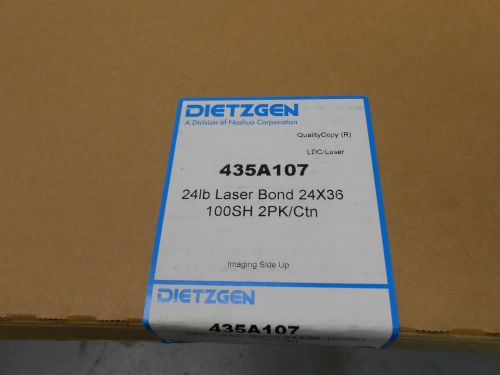 DIETZGEN
A Division of Nashua Corporation
QualityCopy (R)
LDC/Laser
435A107
24lb Laser Bond 24X36
100SH 2PK/Ctn
Imaging Side Up
DIETZGEN
435A107